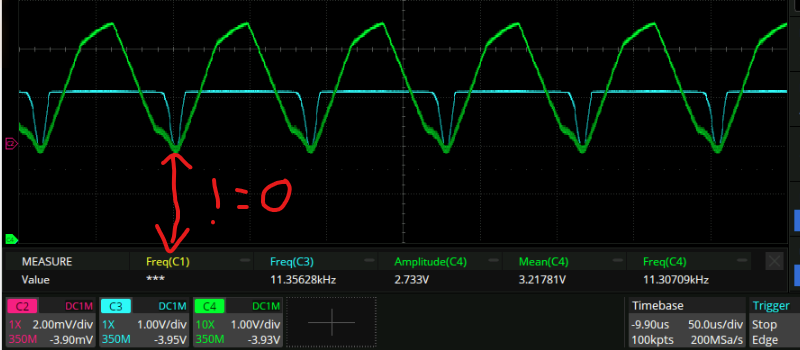 C2
!=0
C4
MEASURE Freq(C1) Freq(C3) Amplitude(C4) Mean(C4) Freq(C4)
Value *** 11.35628kHz 2.733V 3.21781V 11.30709kHz
C2 DC1M C3 DC1M C4 DC1M Timebase Trigger
1X 2.00mV/div 1X 1.00V/div 10X 1.00V/div -9.90us 50.0us/div Stop
350M -3.90mV 350M -3.95V 350M -3.93V 100kpts 200MSa/s Edge